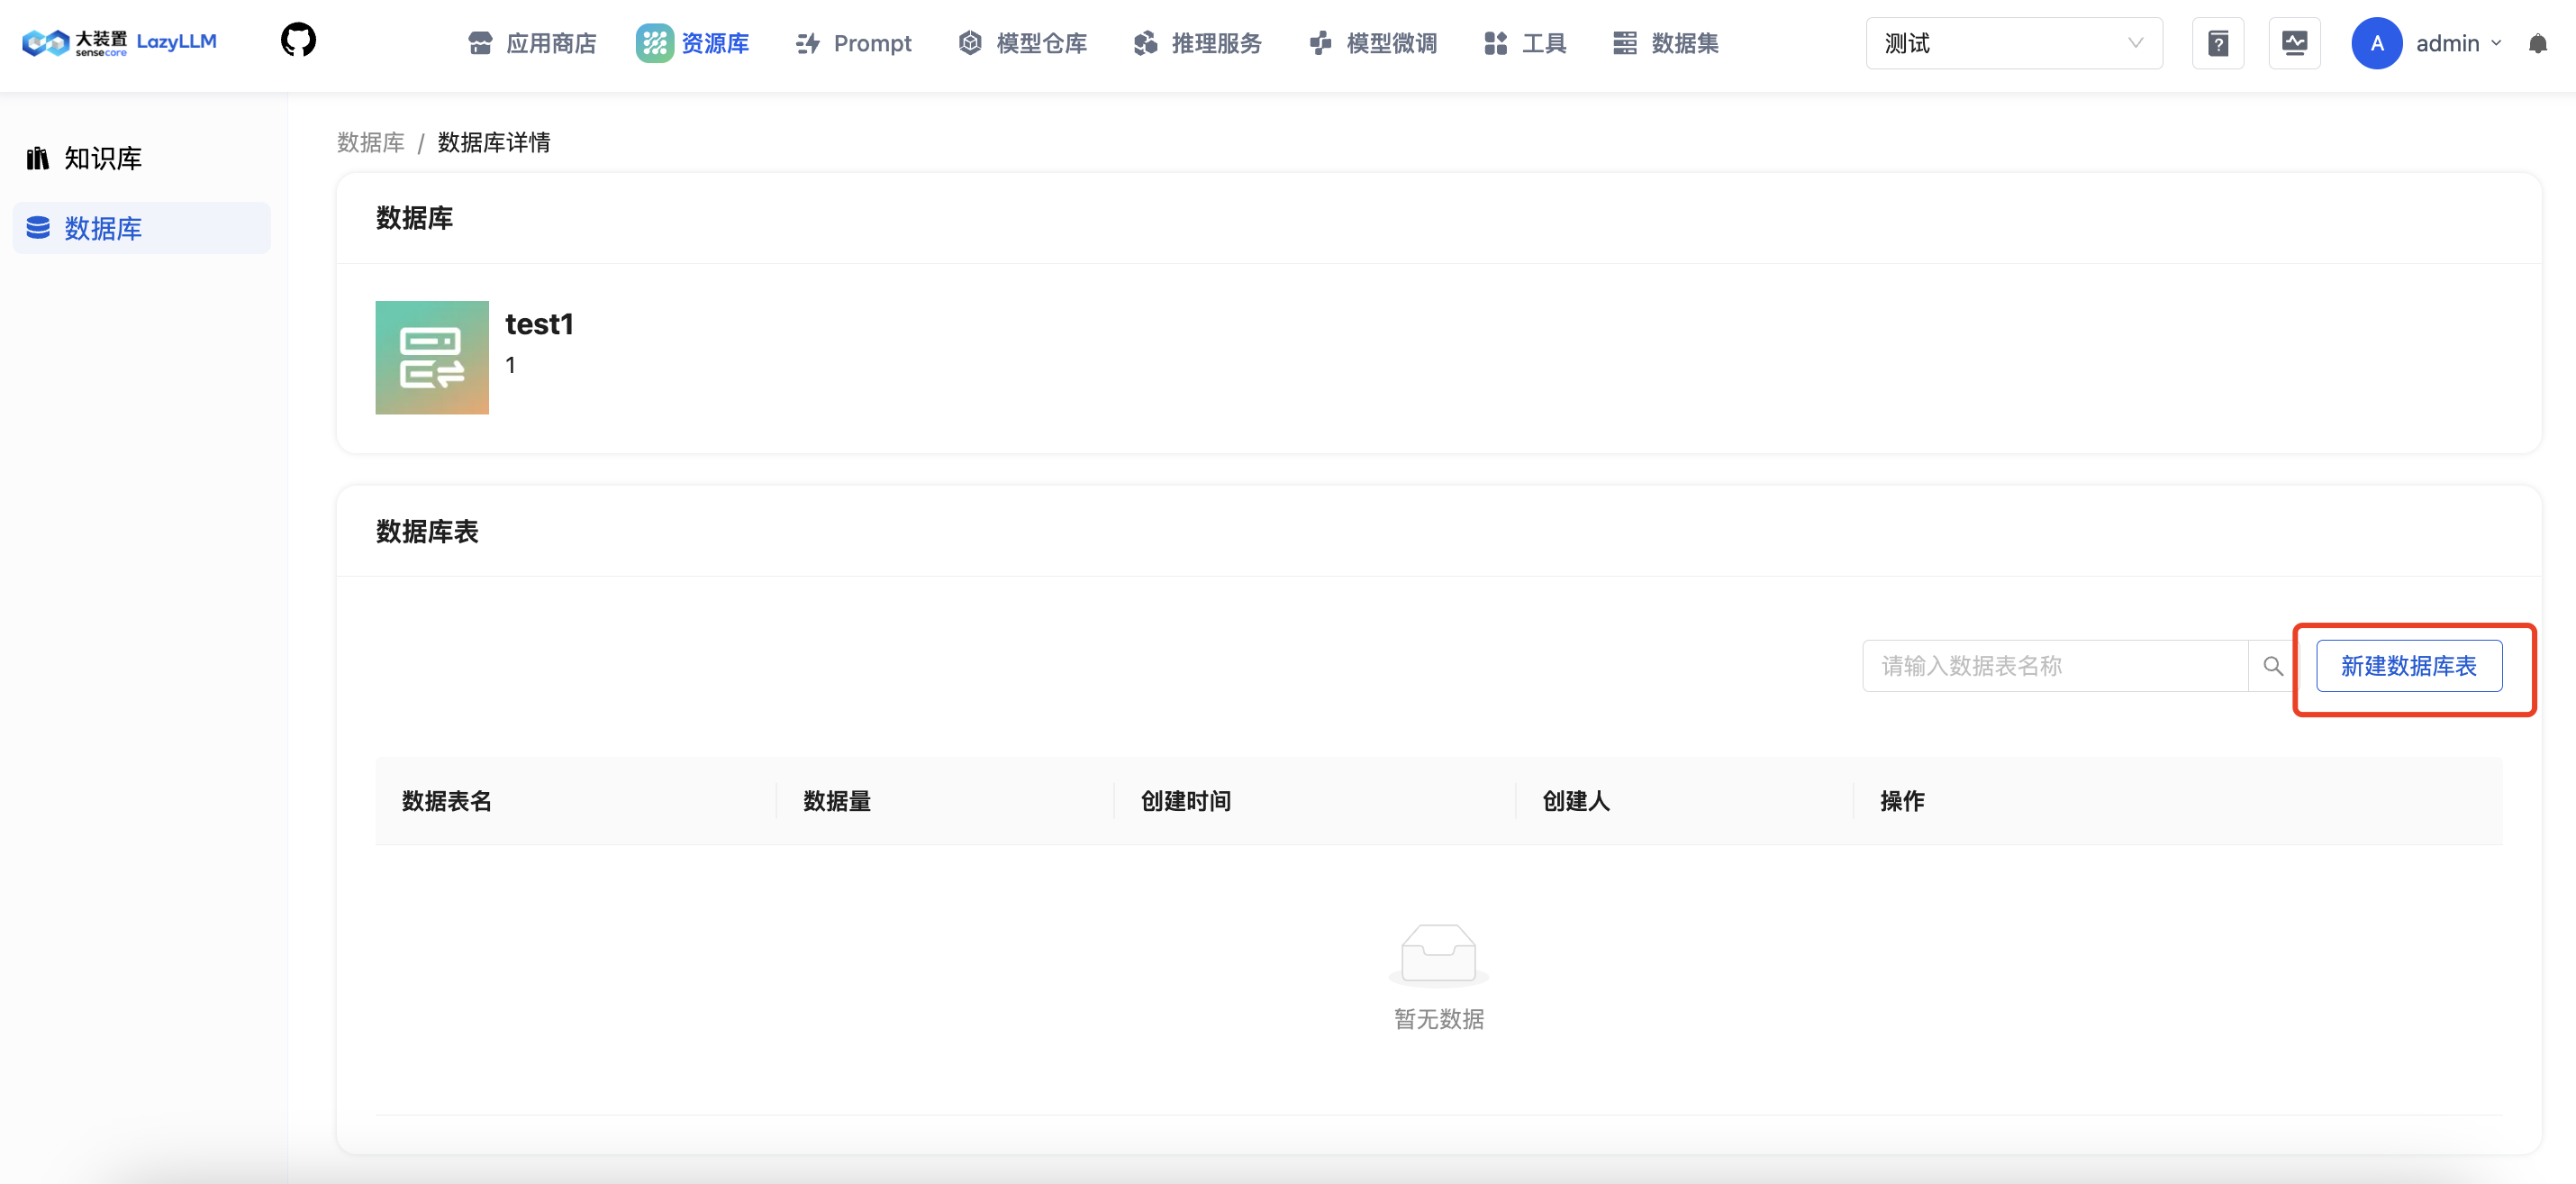 大装置 sensecore LazyLLM
应用商店 资源库 Prompt 模型仓库 推理服务 模型微调 工具 数据集 测试 A admin
知识库
数据库
数据库 / 数据库详情
数据库
test1
1
数据库表
请输入数据表名称 新建数据库表
数据表名 数据量 创建时间 创建人 操作
暂无数据